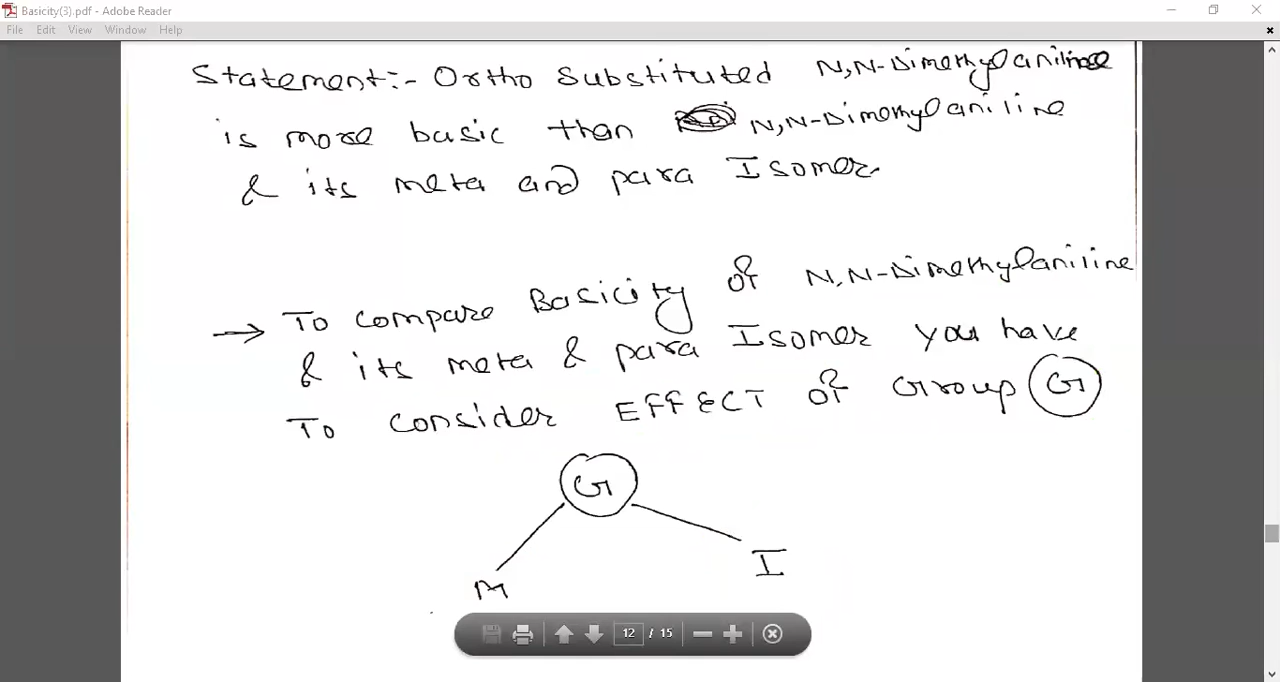 Basicity(3).pdf - Adobe Reader
File Edit View Window Help
Statement:- Ortho Substituted N,N-Dimethylaniline
is more basic than N,N-Dimethylaniline
& its meta and para Isomer
→ To compare Basicity of N,N-Dimethylaniline
& its meta & para Isomer you have
To consider EFFECT of Group G
G
M I
12 / 15